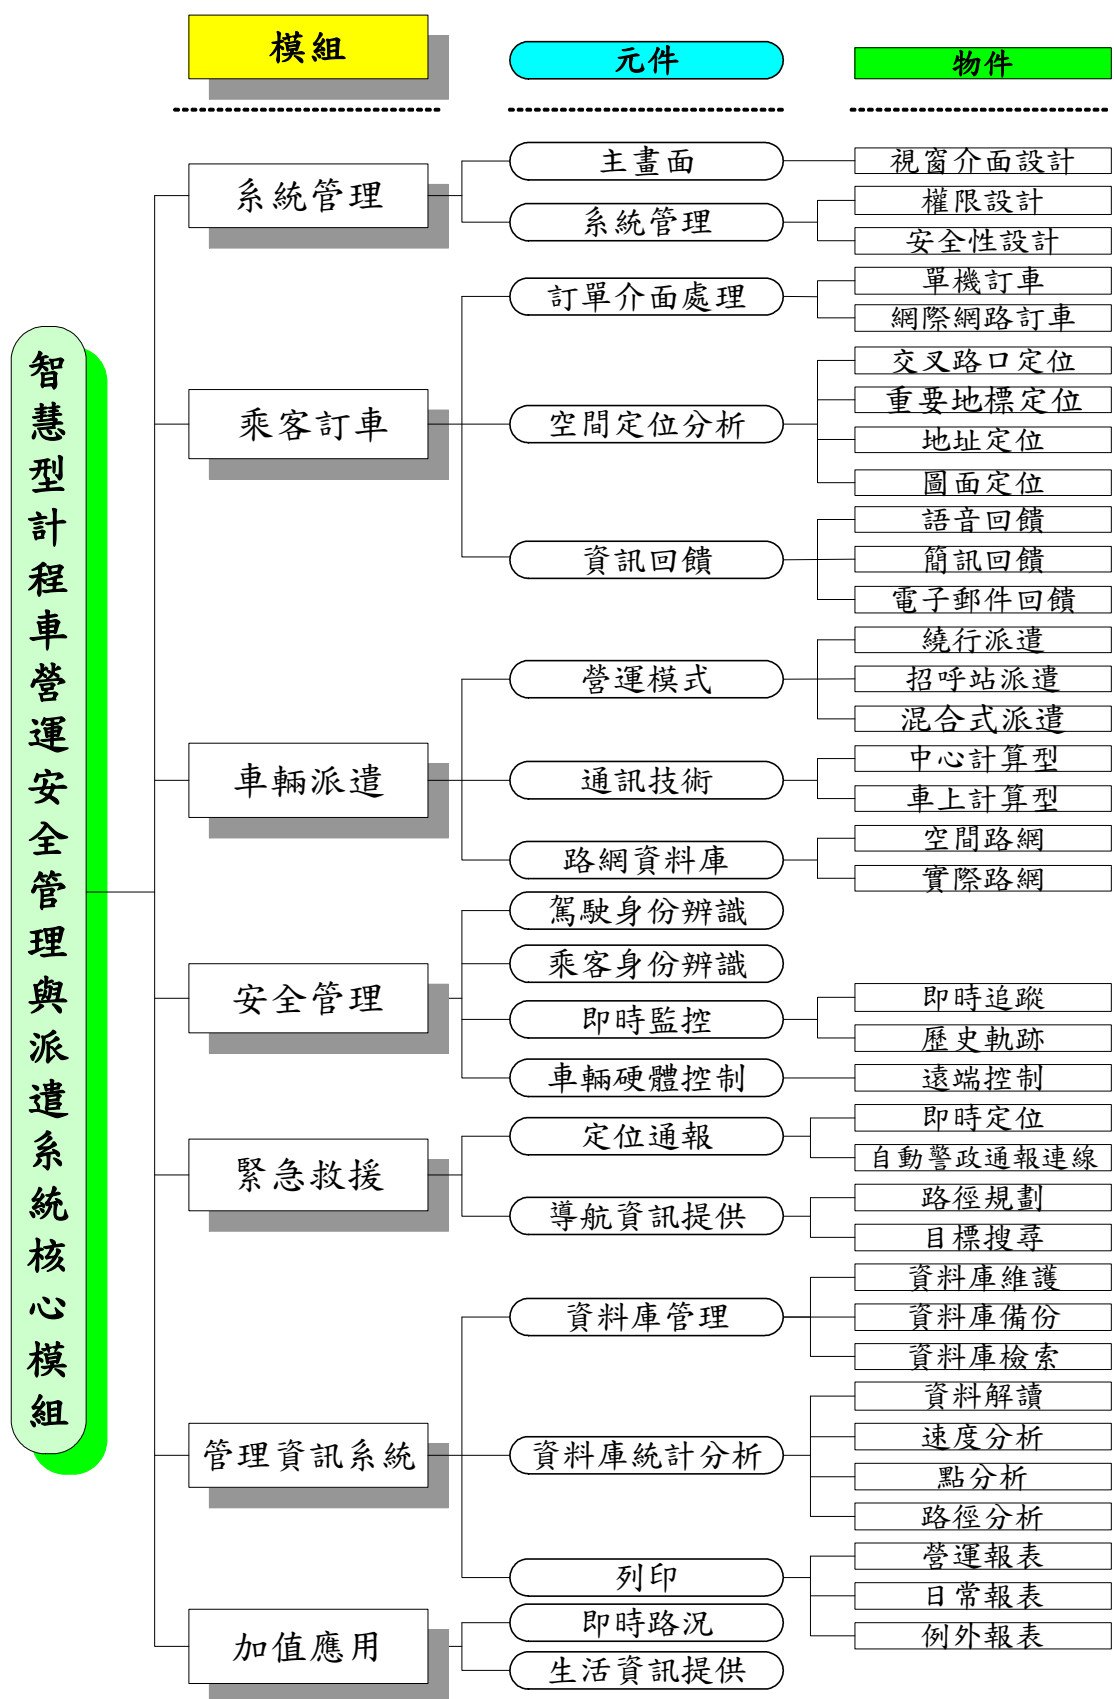 模組
元件
物件
智慧型計程車營運安全管理與派遣系統核心模組
系統管理
主畫面
視窗介面設計
系統管理
權限設計
安全性設計
乘客訂車
訂單介面處理
單機訂車
網際網路訂車
空間定位分析
交叉路口定位
重要地標定位
地址定位
圖面定位
資訊回饋
語音回饋
簡訊回饋
電子郵件回饋
車輛派遣
營運模式
繞行派遣
招呼站派遣
混合式派遣
通訊技術
中心計算型
車上計算型
路網資料庫
空間路網
實際路網
安全管理
駕駛身份辨識
乘客身份辨識
即時監控
即時追蹤
歷史軌跡
車輛硬體控制
遠端控制
緊急救援
定位通報
即時定位
自動警政通報連線
導航資訊提供
路徑規劃
目標搜尋
管理資訊系統
資料庫管理
資料庫維護
資料庫備份
資料庫檢索
資料庫統計分析
資料解讀
速度分析
點分析
路徑分析
列印
營運報表
日常報表
例外報表
加值應用
即時路況
生活資訊提供